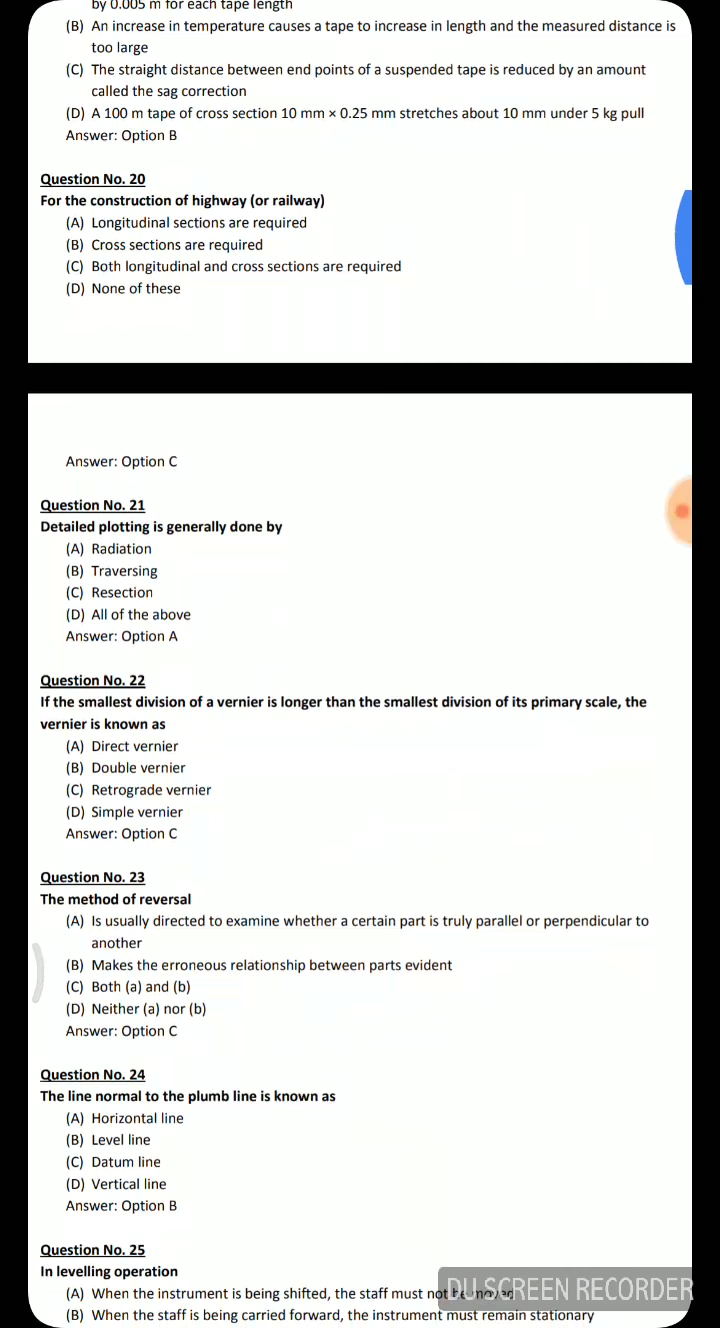 by 0.005 m for each tape length
(B) An increase in temperature causes a tape to increase in length and the measured distance is
too large
(C) The straight distance between end points of a suspended tape is reduced by an amount
called the sag correction
(D) A 100 m tape of cross section 10 mm × 0.25 mm stretches about 10 mm under 5 kg pull
Answer: Option B
Question No. 20
For the construction of highway (or railway)
(A) Longitudinal sections are required
(B) Cross sections are required
(C) Both longitudinal and cross sections are required
(D) None of these
Answer: Option C
Question No. 21
Detailed plotting is generally done by
(A) Radiation
(B) Traversing
(C) Resection
(D) All of the above
Answer: Option A
Question No. 22
If the smallest division of a vernier is longer than the smallest division of its primary scale, the
vernier is known as
(A) Direct vernier
(B) Double vernier
(C) Retrograde vernier
(D) Simple vernier
Answer: Option C
Question No. 23
The method of reversal
(A) Is usually directed to examine whether a certain part is truly parallel or perpendicular to
another
(B) Makes the erroneous relationship between parts evident
(C) Both (a) and (b)
(D) Neither (a) nor (b)
Answer: Option C
Question No. 24
The line normal to the plumb line is known as
(A) Horizontal line
(B) Level line
(C) Datum line
(D) Vertical line
Answer: Option B
Question No. 25
In levelling operation
(A) When the instrument is being shifted, the staff must not be moved
DU SCREEN RECORDER
(B) When the staff is being carried forward, the instrument must remain stationary